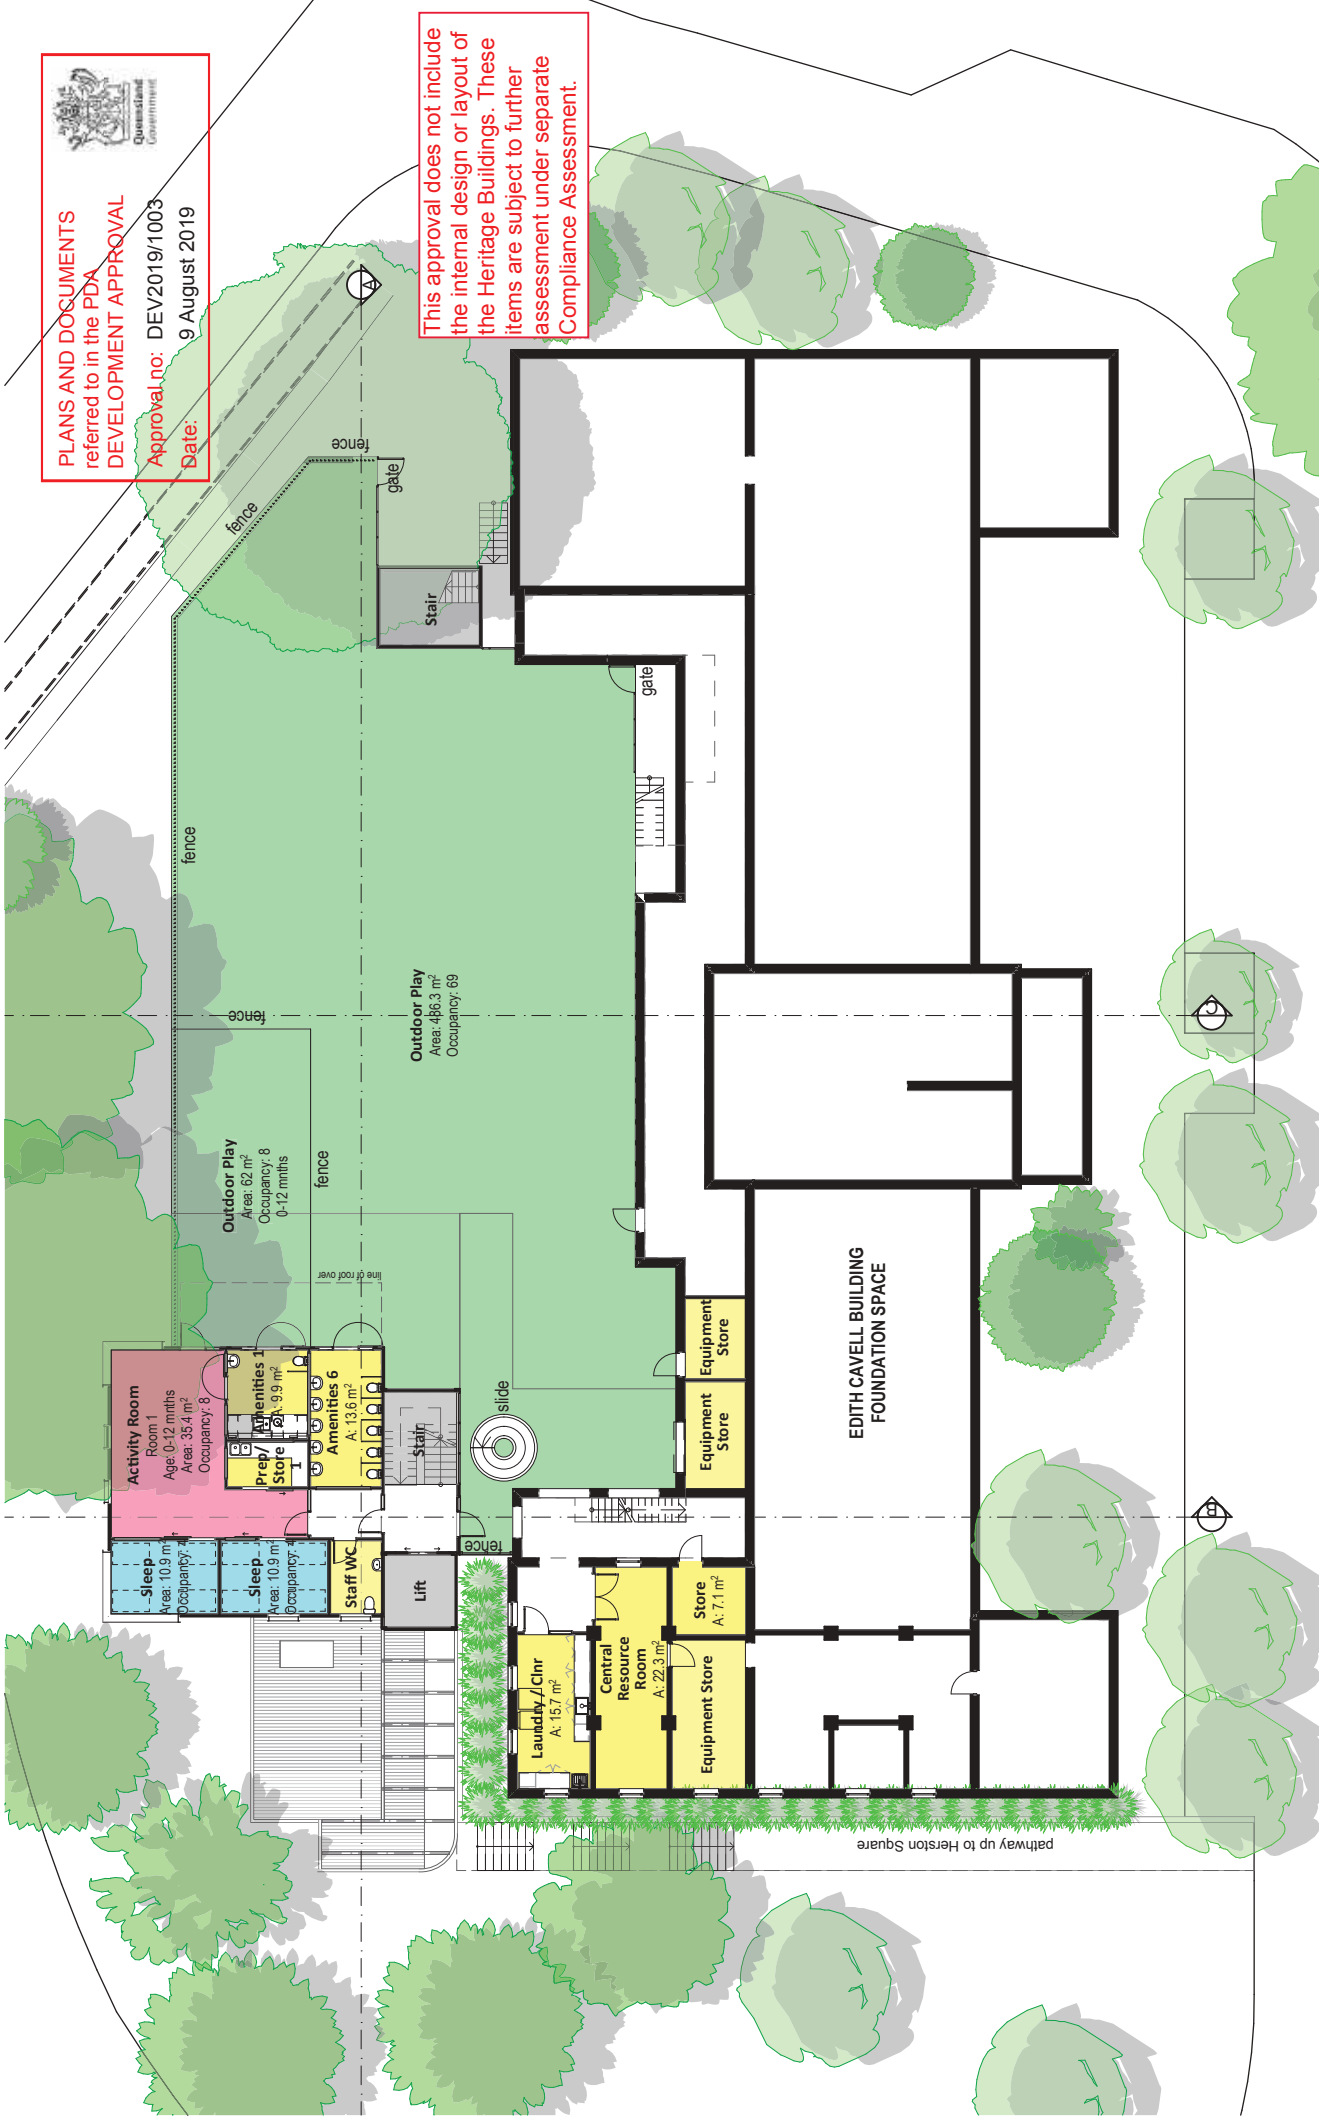 PLANS AND DOCUMENTS
referred to in the PDA
DEVELOPMENT APPROVAL
Approval no: DEV2019/1003
Date: 9 August 2019
Queensland
Government
This approval does not include
the internal design or layout of
the Heritage Buildings. These
items are subject to further
assessment under separate
Compliance Assessment.
A
fence
fence
gate
Stair
gate
fence
fence
Outdoor Play
Area: 486.3 m²
Occupancy: 69
Outdoor Play
Area: 62 m²
Occupancy: 8
0-12 mnths
fence
line of roof over
Activity Room
Room 1
Age: 0-12 mnths
Area: 35.4 m²
Occupancy: 8
Amenities 1
A: 9.9 m²
Prep/
Store
1
Amenities 6
A: 13.6 m²
Stair
slide
fence
Sleep
Area: 10.9 m²
Occupancy: 4
Sleep
Area: 10.9 m²
Occupancy: 4
Staff WC
Lift
Equipment
Store
Equipment
Store
EDITH CAVELL BUILDING
FOUNDATION SPACE
Laundry / Clnr
A: 15.7 m²
Central
Resource
Room
A: 22.3 m²
Store
A: 7.1 m²
Equipment Store
pathway up to Herston Square
C
B